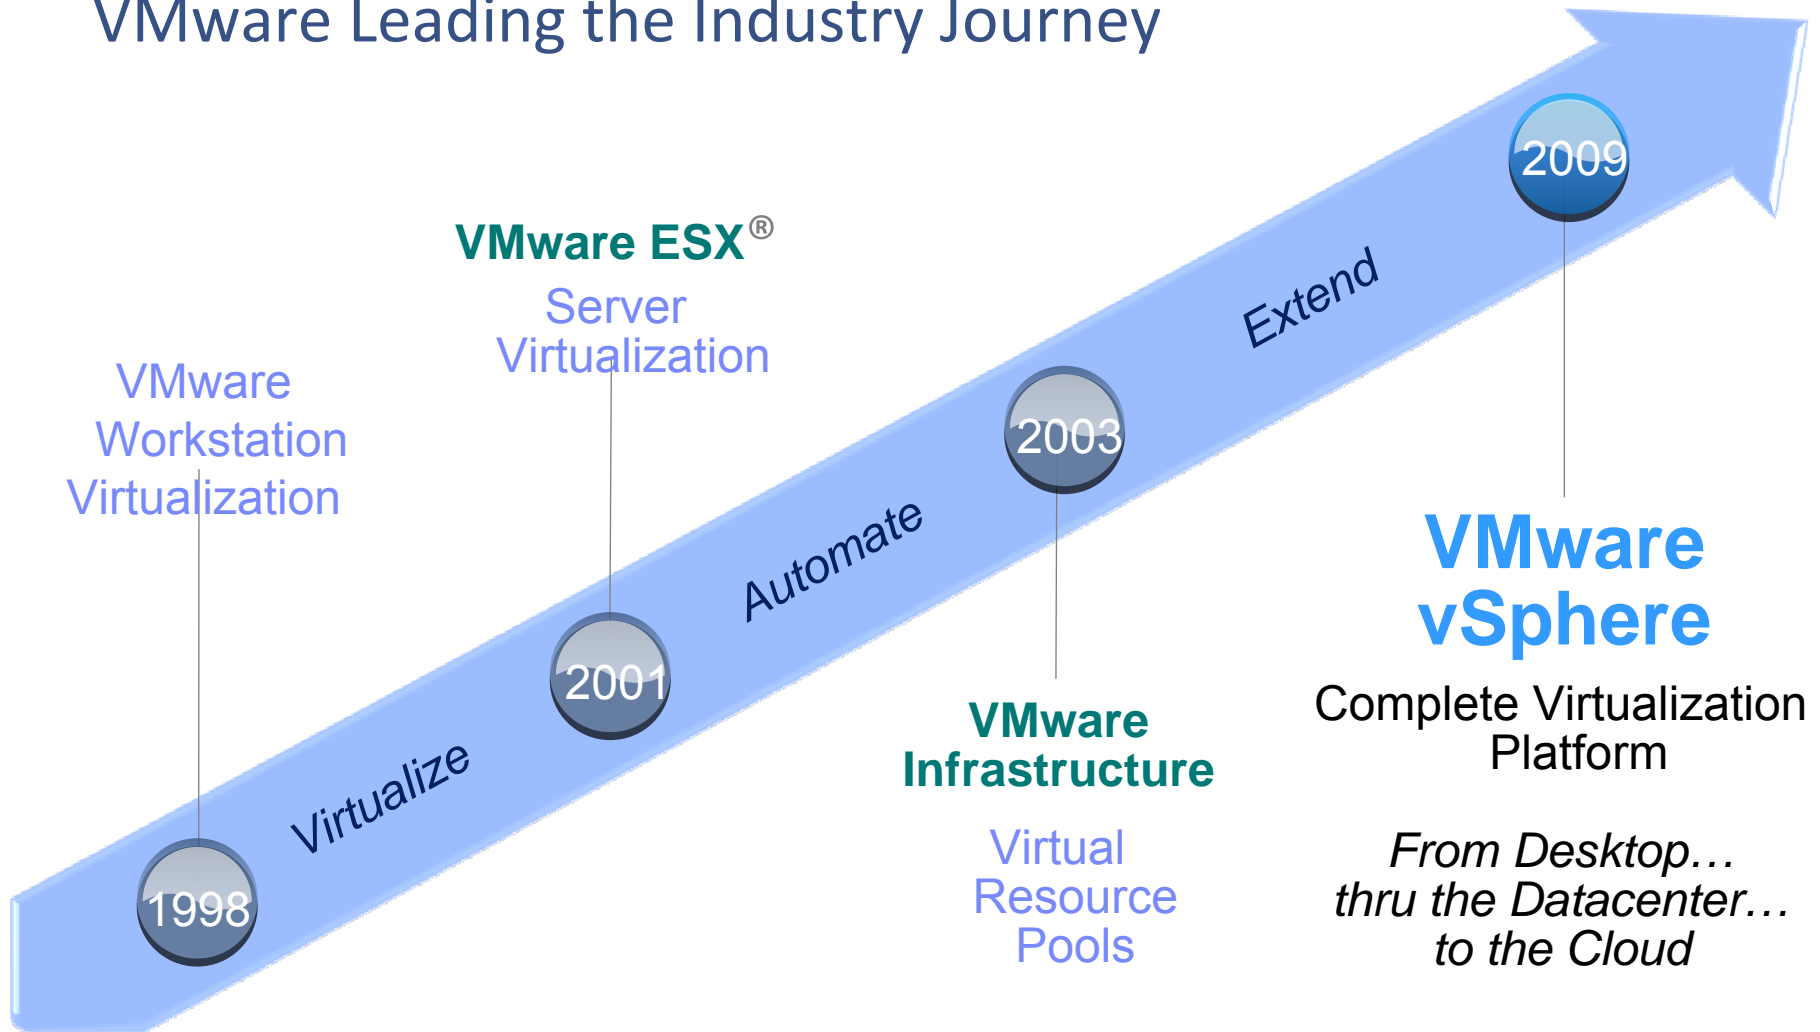 VMware Leading the Industry Journey
2009
VMware ESX®
Server
Virtualization
Extend
VMware
Workstation
Virtualization
2003
Automate
VMware
vSphere
2001
Complete Virtualization
Platform
VMware
Infrastructure
Virtualize
Virtual
Resource
Pools
From Desktop…
thru the Datacenter…
to the Cloud
1998